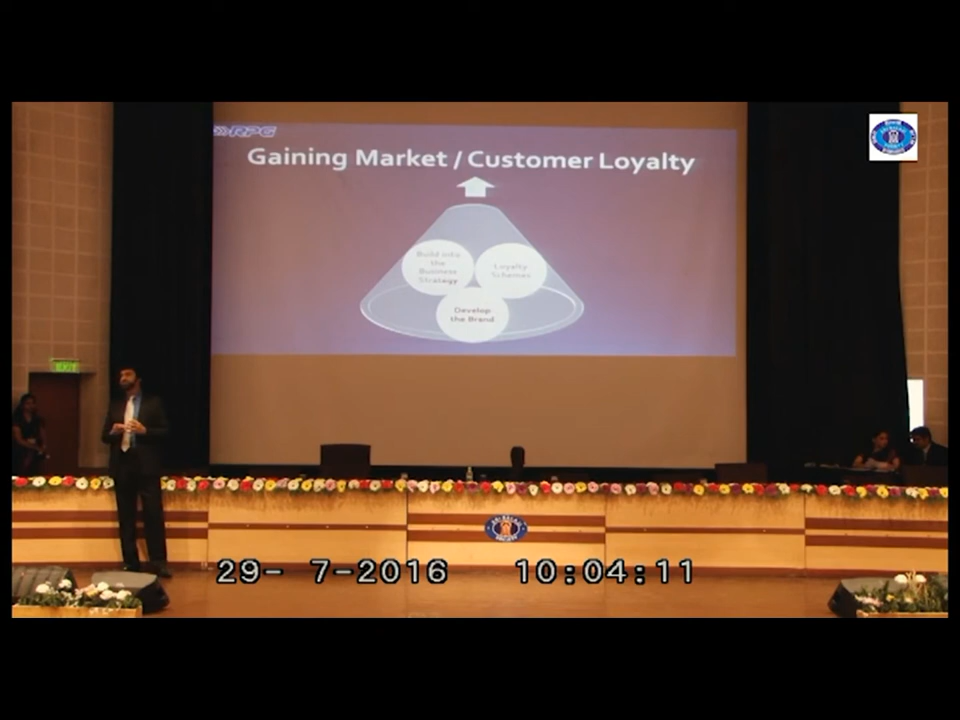 RPG
Gaining Market / Customer Loyalty
Build into
the
Business
Strategy
Loyalty
Schemes
Develop
the Brand
EXIT
29- 7-2016 10:04:11